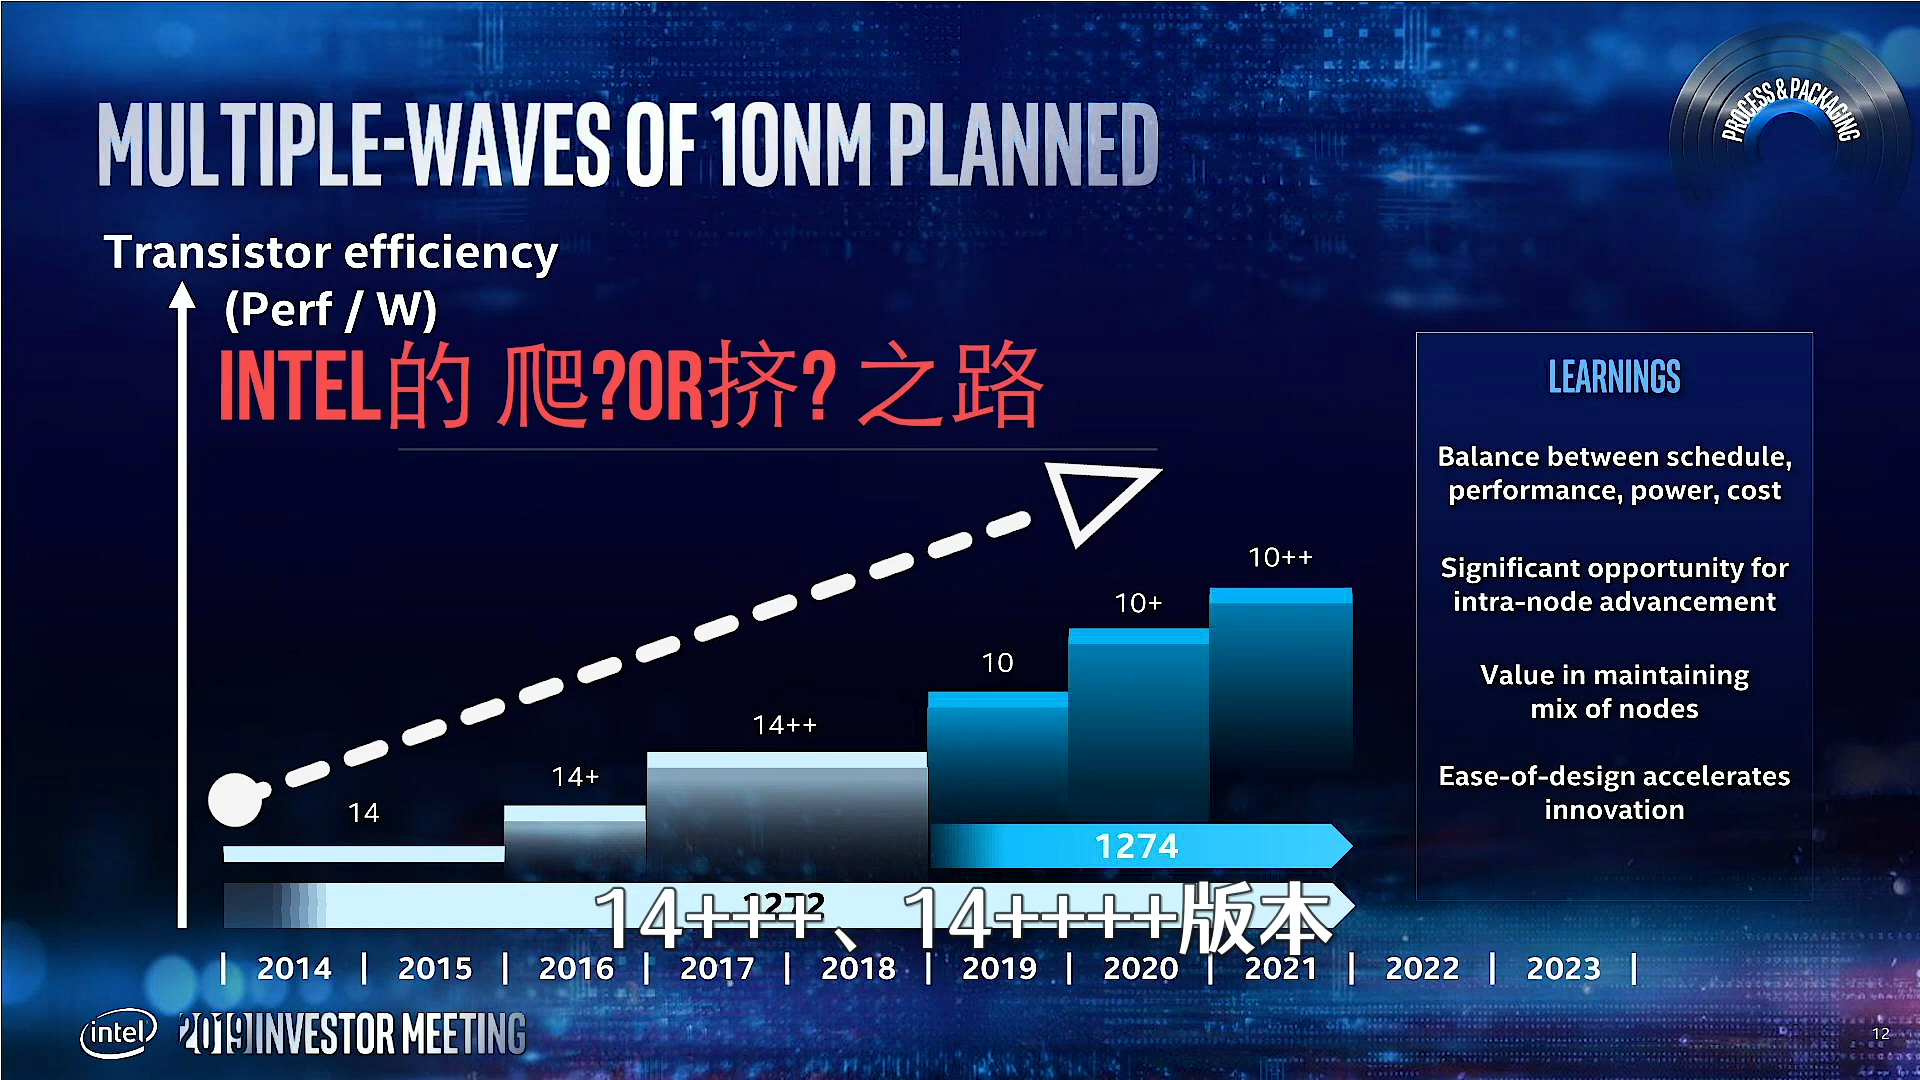 MULTIPLE-WAVES OF 10NM PLANNED
PROCESS & PACKAGING
Transistor efficiency
(Perf / W)
INTEL的 爬?OR挤? 之路
LEARNINGS
Balance between schedule,
performance, power, cost
Significant opportunity for
intra-node advancement
Value in maintaining
mix of nodes
Ease-of-design accelerates
innovation
10++
10+
10
14++
14+
14
1274
1272
14+++、14++++版本
| 2014 | 2015 | 2016 | 2017 | 2018 | 2019 | 2020 | 2021 | 2022 | 2023 |
intel 2019 INVESTOR MEETING
12